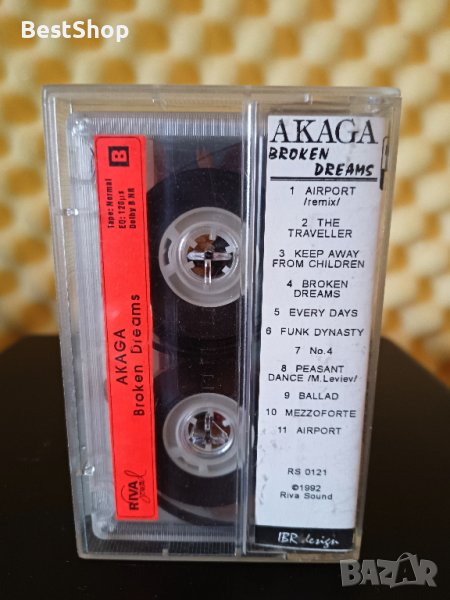 BestShop
B
Tape: Normal
EQ: 120µs
Dolby B NR
AKAGA
Broken Dreams
RIVA
sound
AKAGA
BROKEN
DREAMS
1 AIRPORT
/remix/
2 THE
TRAVELLER
3 KEEP AWAY
FROM CHILDREN
4 BROKEN
DREAMS
5 EVERY DAYS
6 FUNK DYNASTY
7 No.4
8 PEASANT
DANCE /M.Leviev/
9 BALLAD
10 MEZZOFORTE
11 AIRPORT
RS 0121
©1992
Riva Sound
IBR design
BAZAR